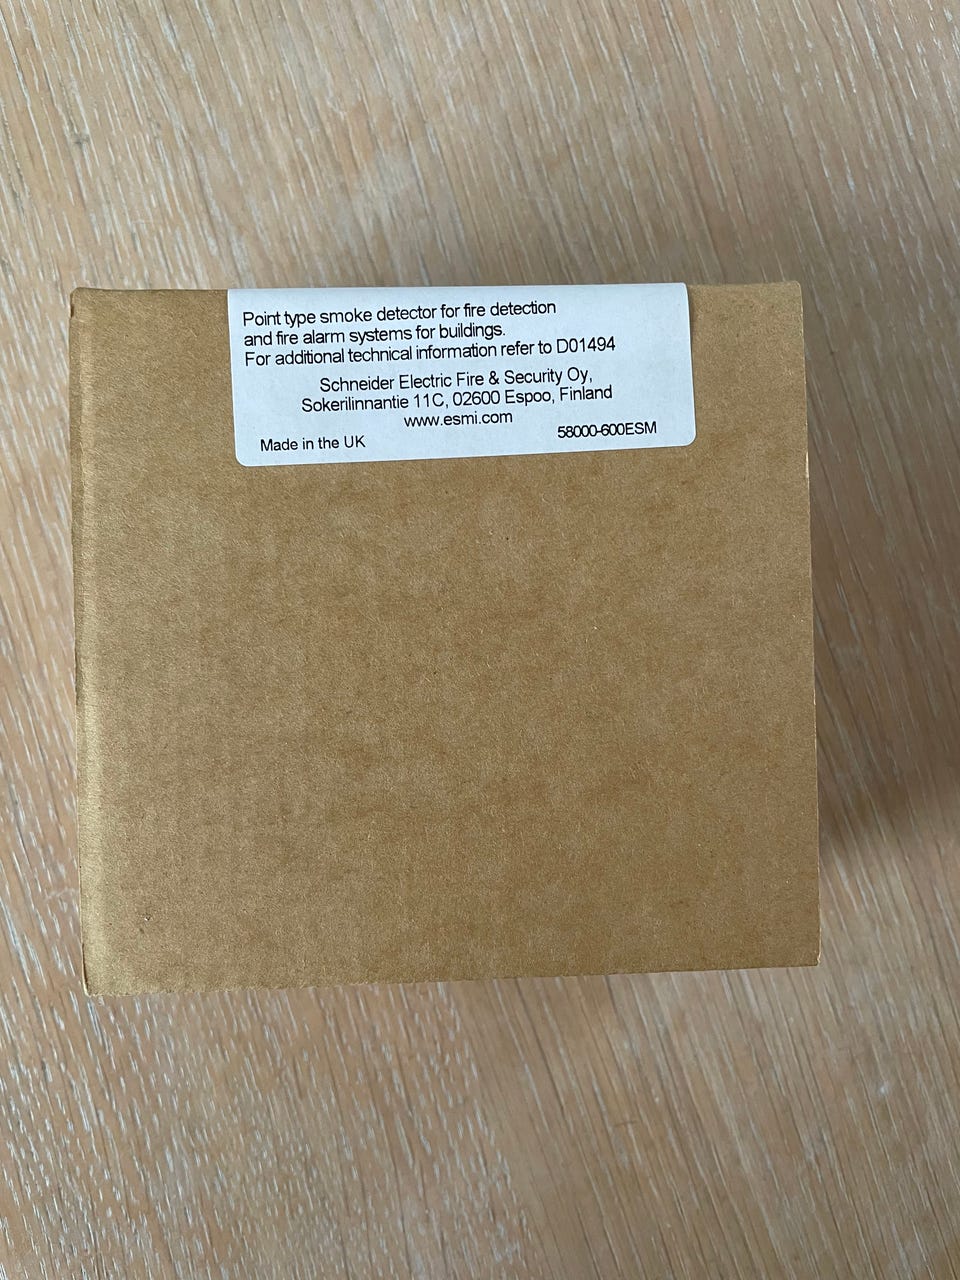 Point type smoke detector for fire detection
and fire alarm systems for buildings.
For additional technical information refer to D01494
Schneider Electric Fire & Security Oy,
Sokerilinnantie 11C, 02600 Espoo, Finland
www.esmi.com
Made in the UK 58000-600ESM